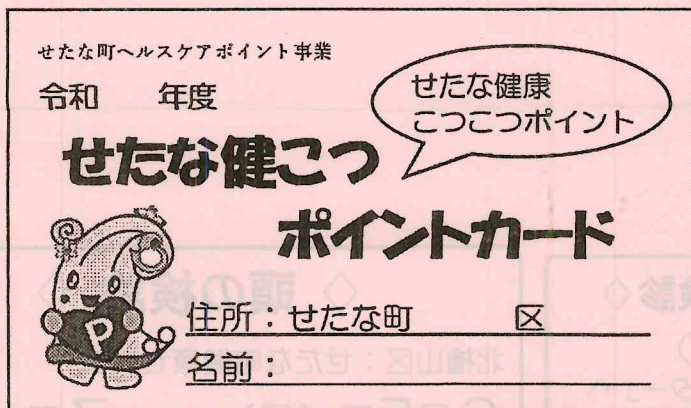 せたな町ヘルスケアポイント事業
令和　　年度
せたな健康
こつこつポイント
せたな健こつ
ポイントカード
P
住所：せたな町　　　　区
名前：